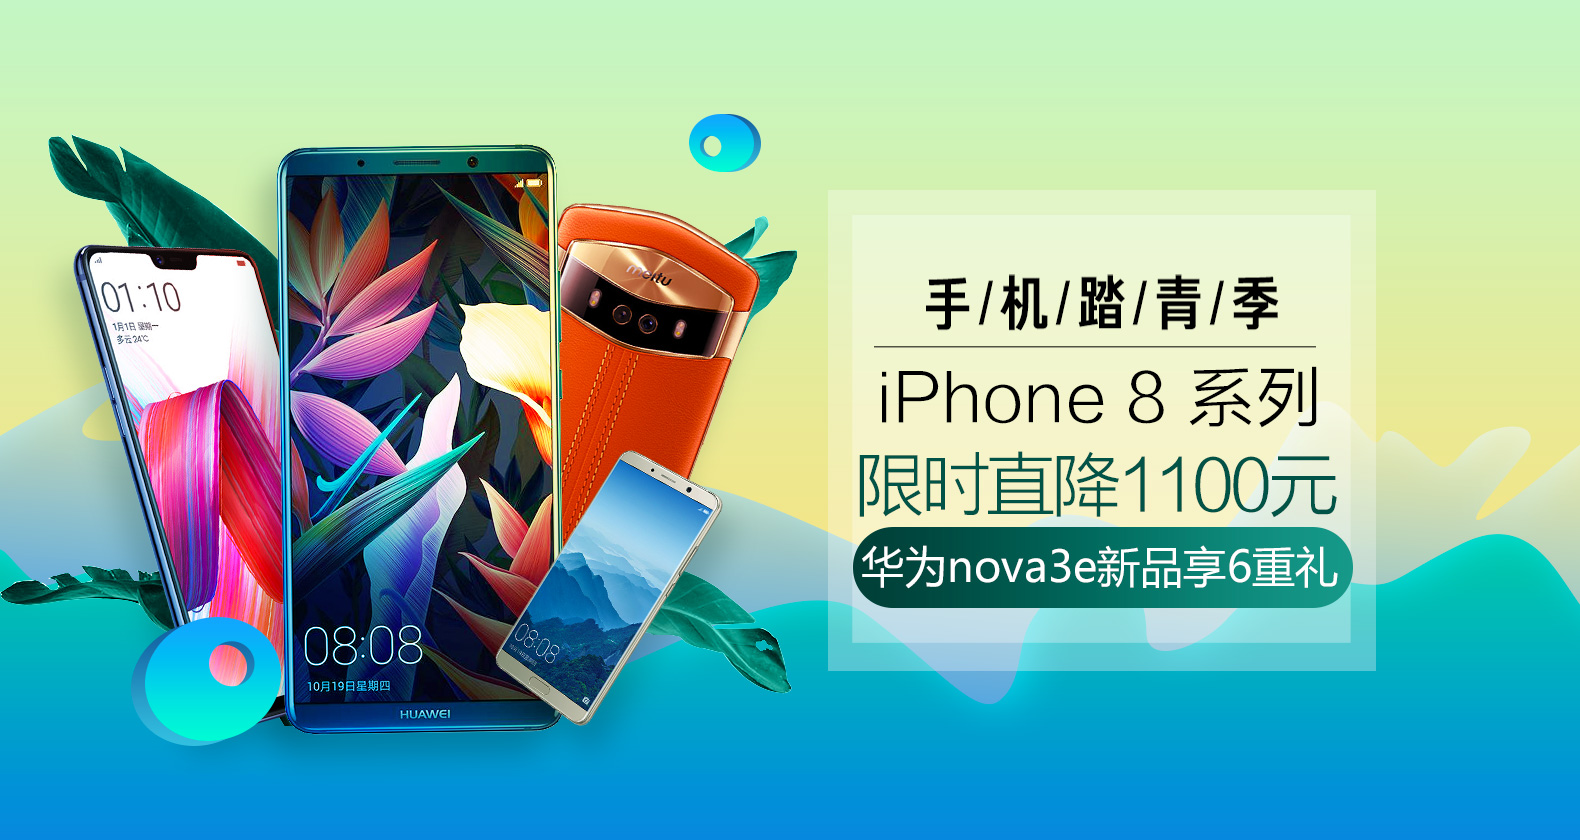 01:10
1月1日 星期一
多云 24℃
08:08
10月19日星期四
HUAWEI
meitu
08:08
手/机/踏/青/季
iPhone 8 系列
限时直降1100元
华为nova3e新品享6重礼